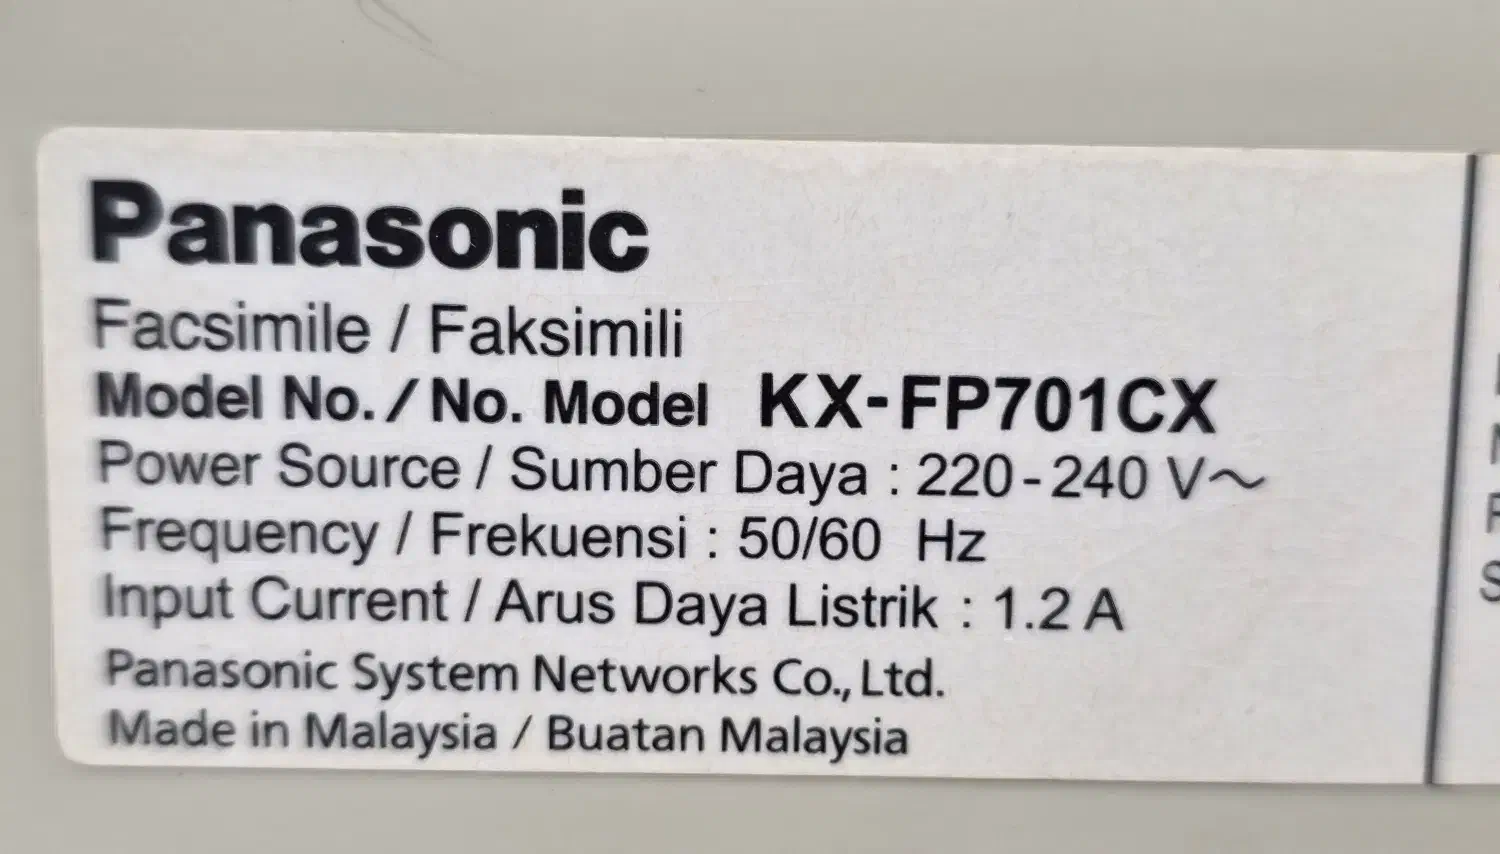 Panasonic
Facsimile / Faksimili
Model No./ No. Model KX-FP701CX
Power Source / Sumber Daya : 220-240 V～
Frequency / Frekuensi : 50/60 Hz
Input Current / Arus Daya Listrik : 1.2 A
Panasonic System Networks Co., Ltd.
Made in Malaysia / Buatan Malaysia